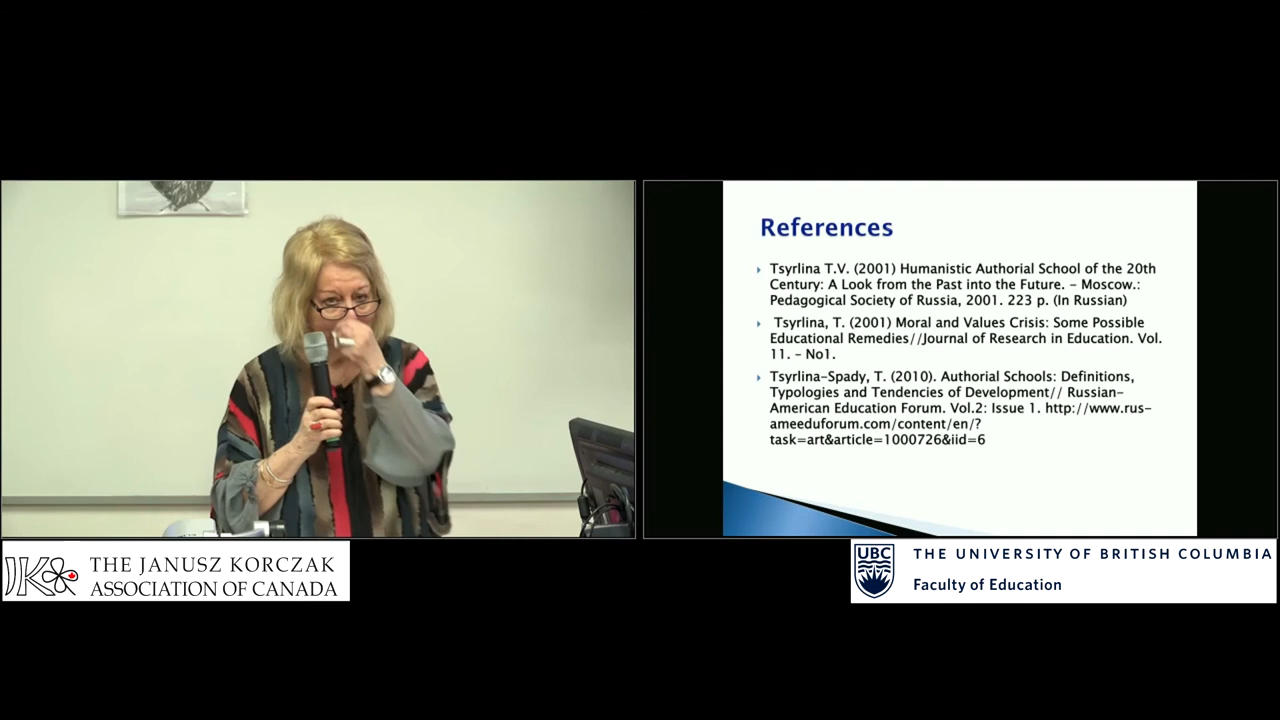 References
Tsyrlina T.V. (2001) Humanistic Authorial School of the 20th
Century: A Look from the Past into the Future. – Moscow.:
Pedagogical Society of Russia, 2001. 223 p. (In Russian)
Tsyrlina, T. (2001) Moral and Values Crisis: Some Possible
Educational Remedies//Journal of Research in Education. Vol.
11. – No1.
Tsyrlina-Spady, T. (2010). Authorial Schools: Definitions,
Typologies and Tendencies of Development// Russian-
American Education Forum. Vol.2: Issue 1. http://www.rus-
ameeduforum.com/content/en/?
task=art&article=1000726&iid=6
JK
THE JANUSZ KORCZAK
ASSOCIATION OF CANADA
UBC
THE UNIVERSITY OF BRITISH COLUMBIA
Faculty of Education